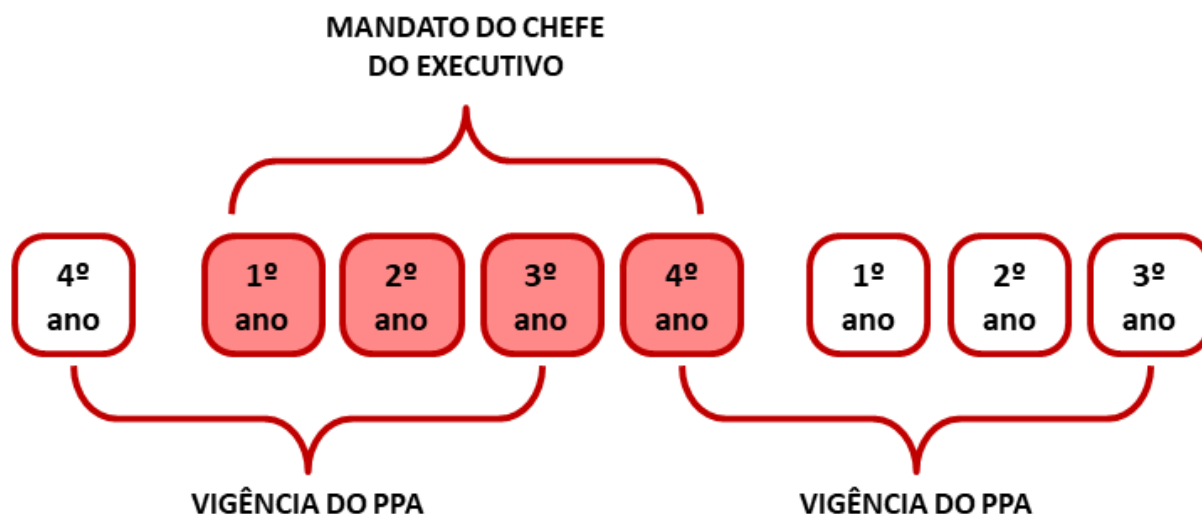 MANDATO DO CHEFE
DO EXECUTIVO
4º
ano
1º
ano
2º
ano
3º
ano
4º
ano
1º
ano
2º
ano
3º
ano
VIGÊNCIA DO PPA
VIGÊNCIA DO PPA